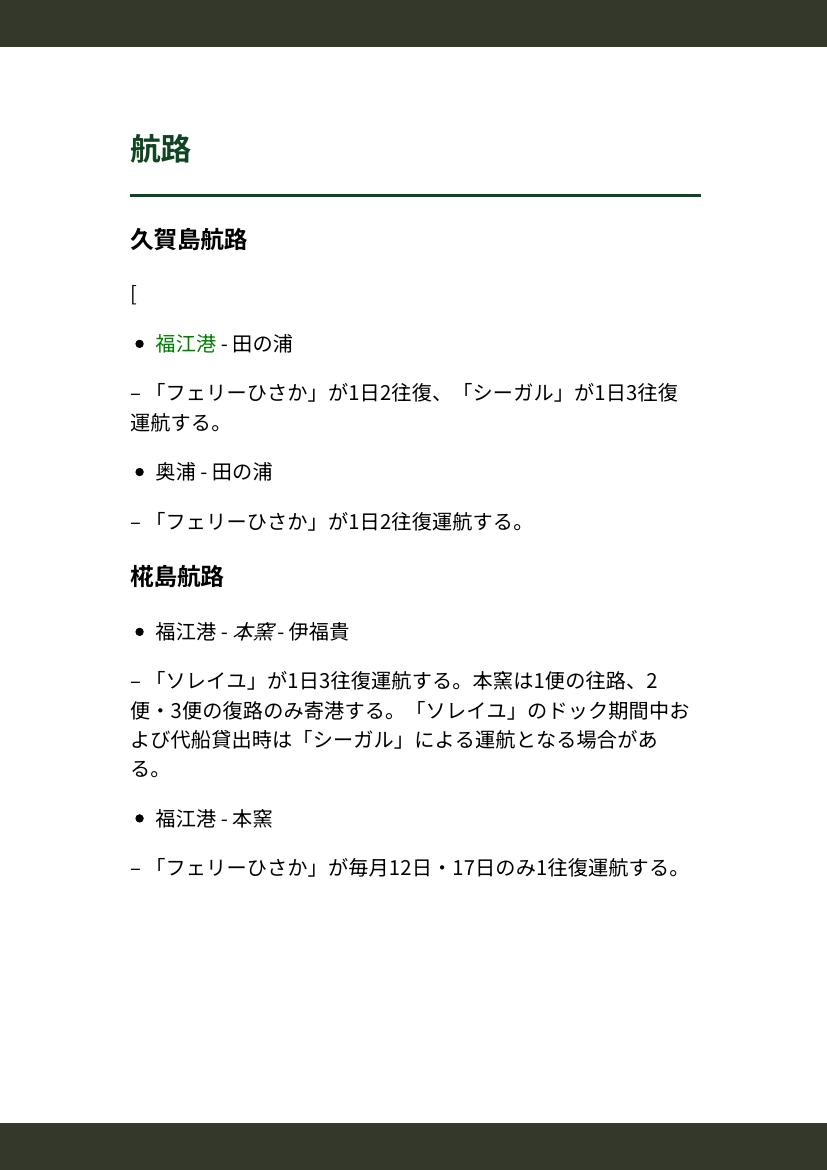 航路
久賀島航路
[
• 福江港 - 田の浦
– 「フェリーひさか」が1日2往復、「シーガル」が1日3往復
運航する。
• 奥浦 - 田の浦
– 「フェリーひさか」が1日2往復運航する。
椛島航路
• 福江港 - 本窯 - 伊福貴
– 「ソレイユ」が1日3往復運航する。本窯は1便の往路、2
便・3便の復路のみ寄港する。「ソレイユ」のドック期間中お
よび代船貸出時は「シーガル」による運航となる場合があ
る。
• 福江港 - 本窯
– 「フェリーひさか」が毎月12日・17日のみ1往復運航する。